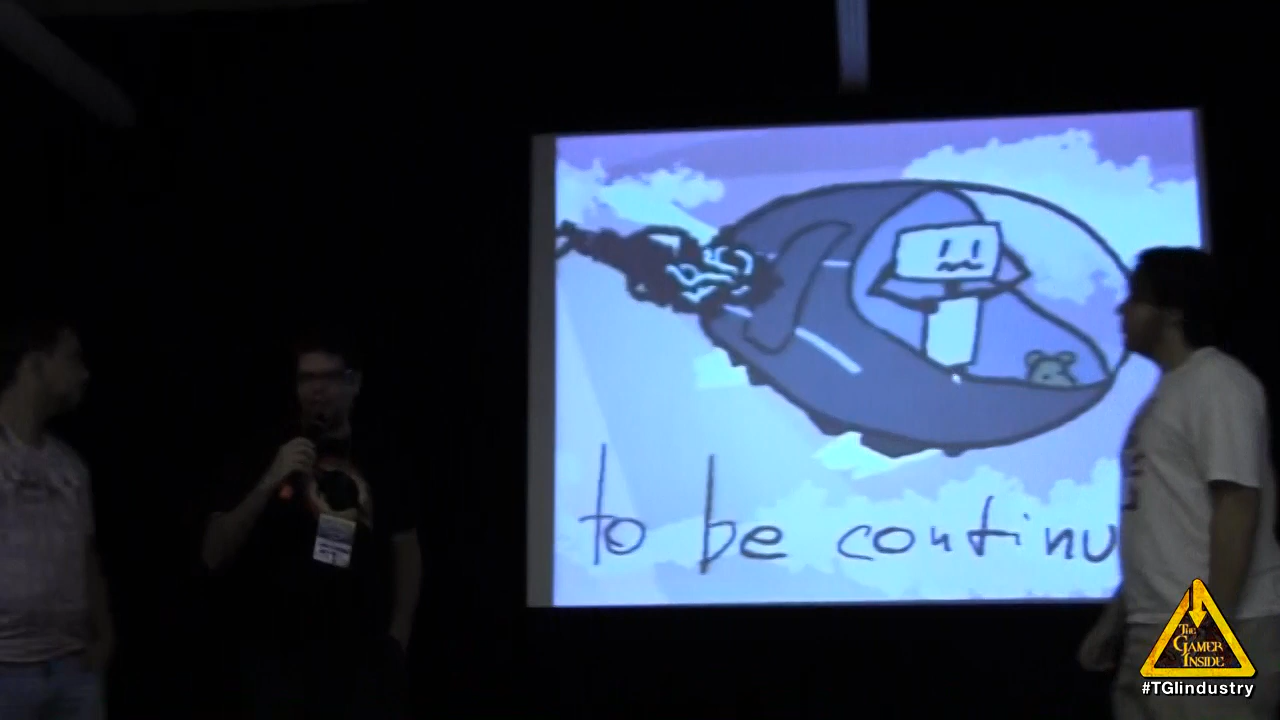 to be continu
The
Gamer
Inside
#TGIindustry